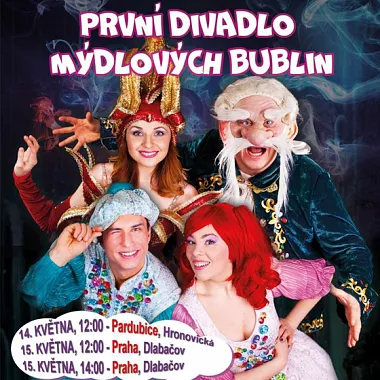 PRVNÍ DIVADLO
MÝDLOVÝCH BUBLIN
14. KVĚTNA, 12:00 - Pardubice, Hronovická
15. KVĚTNA, 12:00 - Praha, Dlabačov
15. KVĚTNA, 14:00 - Praha, Dlabačov